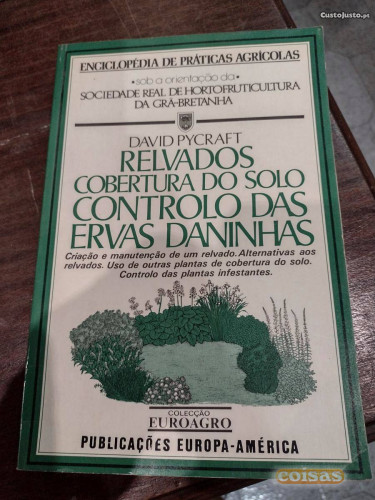 CustoJusto.pt
ENCICLOPÉDIA DE PRÁTICAS AGRÍCOLAS
•sob a orientação da•
SOCIEDADE REAL DE HORTOFRUTICULTURA
DA GRÃ-BRETANHA
DAVID PYCRAFT
RELVADOS
COBERTURA DO SOLO
CONTROLO DAS
ERVAS DANINHAS
Criação e manutenção de um relvado. Alternativas aos
relvados. Uso de outras plantas de cobertura do solo.
Controlo das plantas infestantes.
COLECÇÃO
EUROAGRO
PUBLICAÇÕES EUROPA-AMÉRICA
coisas